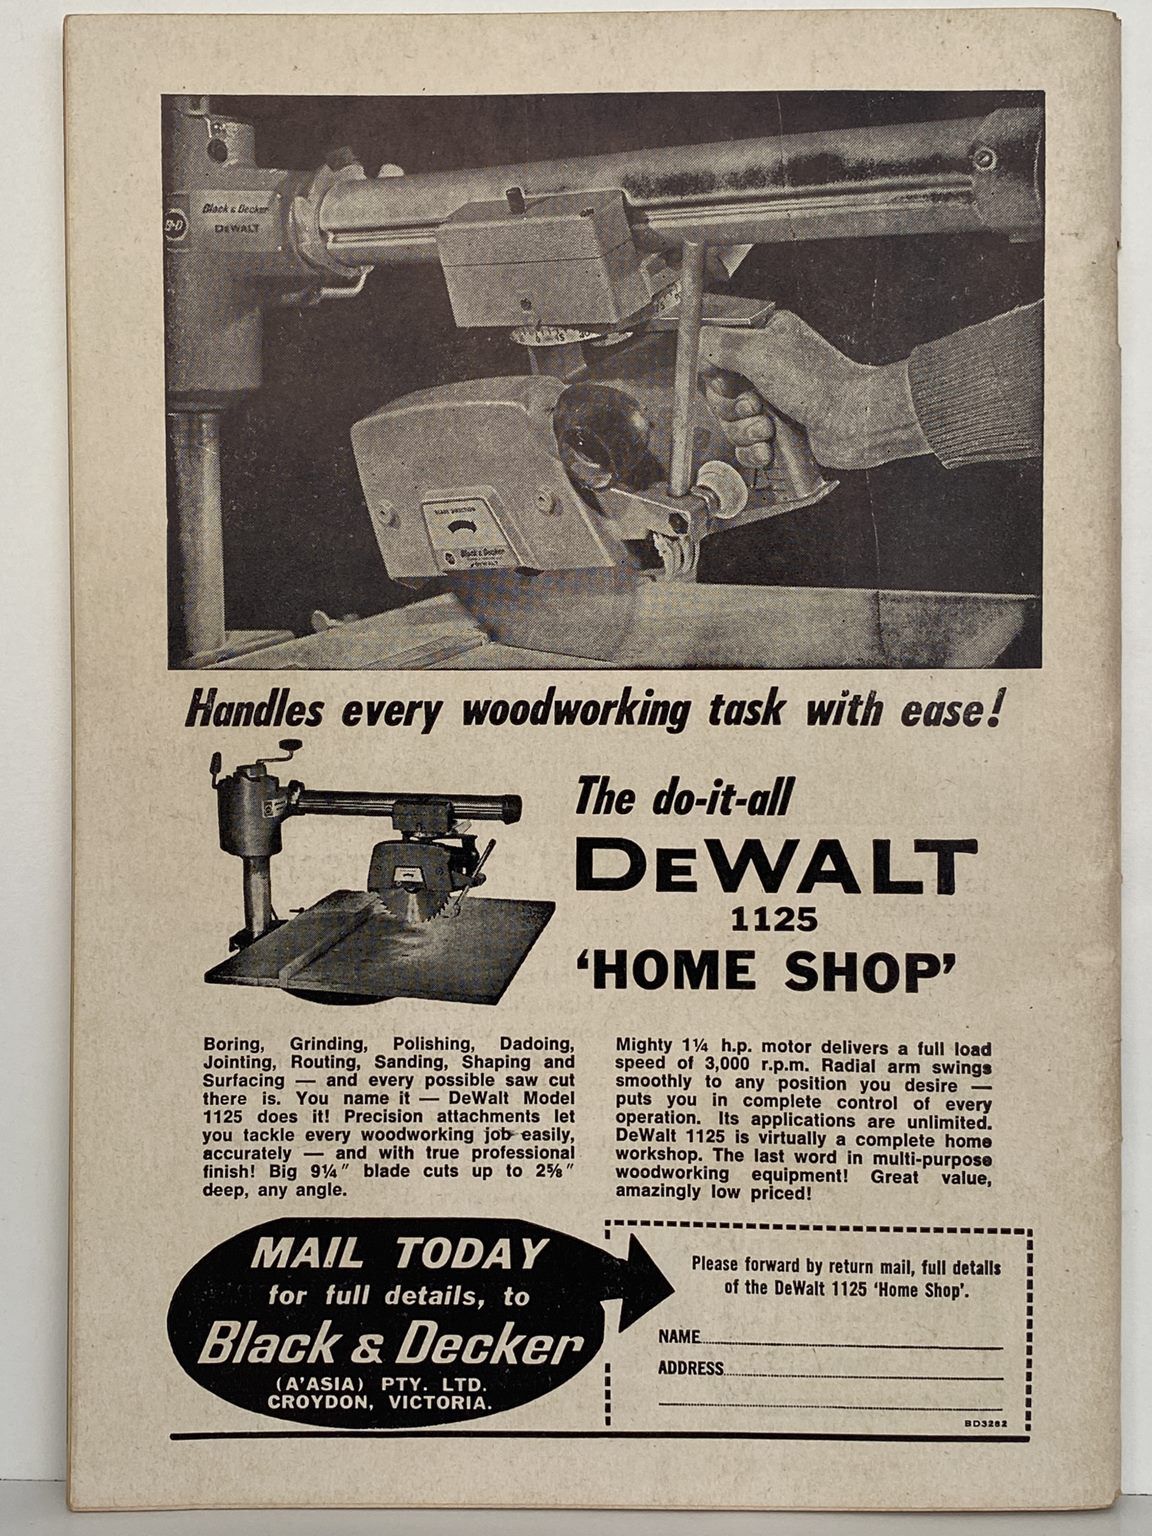 Black & Decker
B·D
DEWALT
BLADE DIRECTION
Black & Decker
DEWALT
Handles every woodworking task with ease!
The do-it-all
DEWALT
1125
'HOME SHOP'
Boring, Grinding, Polishing, Dadoing,
Jointing, Routing, Sanding, Shaping and
Surfacing — and every possible saw cut
there is. You name it — DeWalt Model
1125 does it! Precision attachments let
you tackle every woodworking job easily,
accurately — and with true professional
finish! Big 9¼″ blade cuts up to 2⅝″
deep, any angle.
Mighty 1¼ h.p. motor delivers a full load
speed of 3,000 r.p.m. Radial arm swings
smoothly to any position you desire —
puts you in complete control of every
operation. Its applications are unlimited.
DeWalt 1125 is virtually a complete home
workshop. The last word in multi-purpose
woodworking equipment! Great value,
amazingly low priced!
MAIL TODAY
for full details, to
Black & Decker
(A'ASIA) PTY. LTD.
CROYDON, VICTORIA.
Please forward by return mail, full details
of the DeWalt 1125 'Home Shop'.
NAME
ADDRESS
BD3262